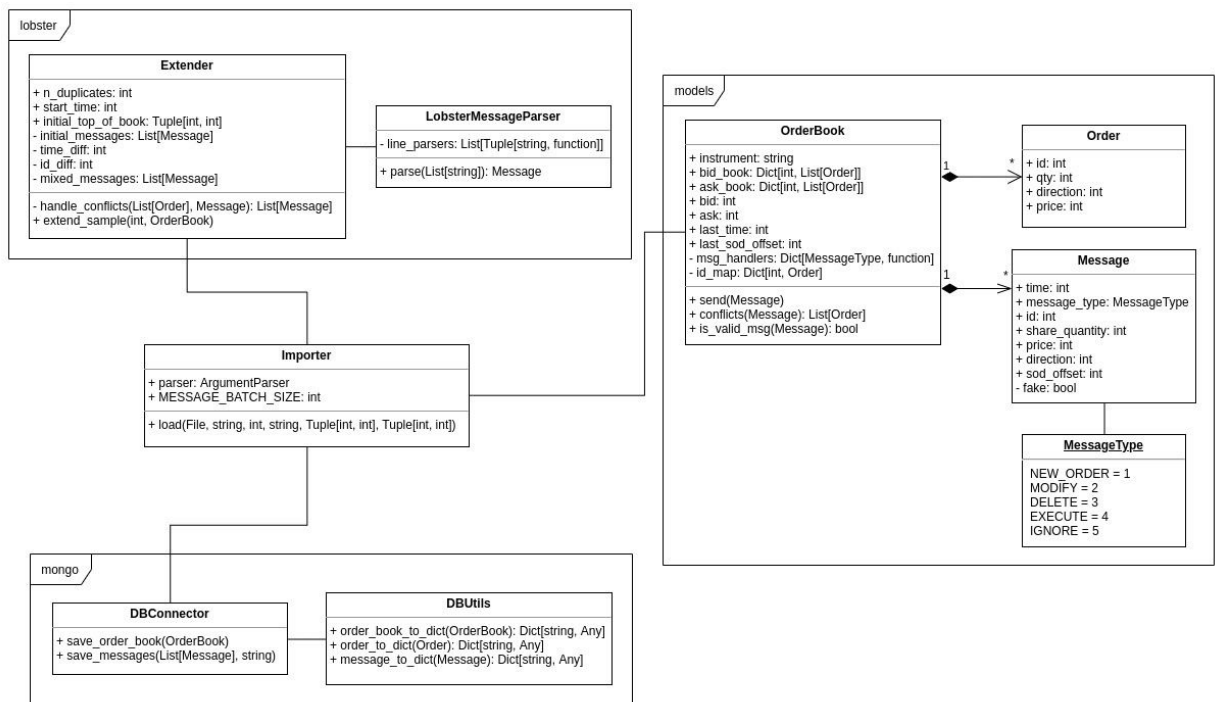 lobster
Extender
+ n_duplicates: int
+ start_time: int
+ initial_top_of_book: Tuple[int, int]
- initial_messages: List[Message]
- time_diff: int
- id_diff: int
- mixed_messages: List[Message]
- handle_conflicts(List[Order], Message): List[Message]
+ extend_sample(int, OrderBook)
LobsterMessageParser
- line_parsers: List[Tuple[string, function]]
+ parse(List[string]): Message
models
OrderBook
+ instrument: string
+ bid_book: Dict[int, List[Order]]
+ ask_book: Dict[int, List[Order]]
+ bid: int
+ ask: int
+ last_time: int
+ last_sod_offset: int
- msg_handlers: Dict[MessageType, function]
- id_map: Dict[int, Order]
+ send(Message)
+ conflicts(Message): List[Order]
+ is_valid_msg(Message): bool
1
*
1
*
Order
+ id: int
+ qty: int
+ direction: int
+ price: int
Message
+ time: int
+ message_type: MessageType
+ id: int
+ share_quantity: int
+ price: int
+ direction: int
+ sod_offset: int
- fake: bool
MessageType
NEW_ORDER = 1
MODIFY = 2
DELETE = 3
EXECUTE = 4
IGNORE = 5
Importer
+ parser: ArgumentParser
+ MESSAGE_BATCH_SIZE: int
+ load(File, string, int, string, Tuple[int, int], Tuple[int, int])
mongo
DBConnector
+ save_order_book(OrderBook)
+ save_messages(List[Message], string)
DBUtils
+ order_book_to_dict(OrderBook): Dict[string, Any]
+ order_to_dict(Order): Dict[string, Any]
+ message_to_dict(Message): Dict[string, Any]